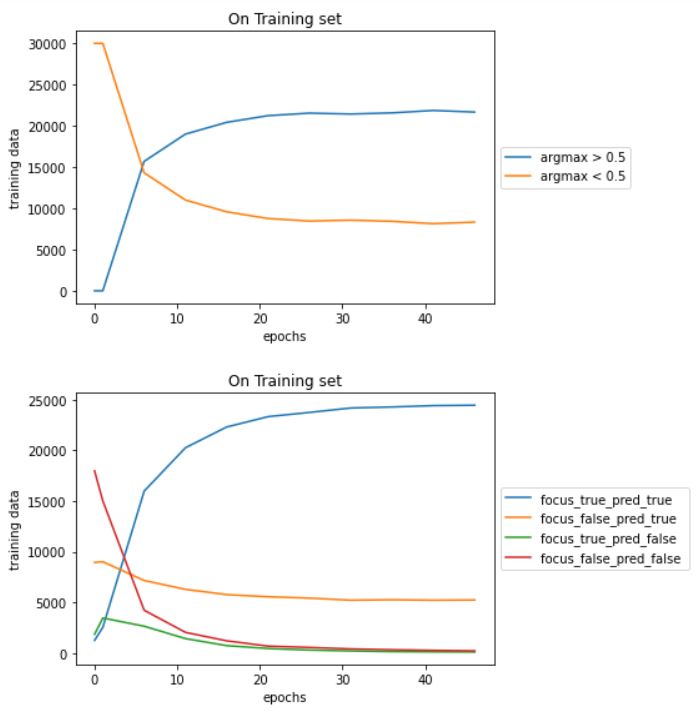 On Training set
30000
25000
20000
15000
10000
5000
0
training data
0 10 20 30 40
epochs
argmax > 0.5
argmax < 0.5
On Training set
25000
20000
15000
10000
5000
0
training data
0 10 20 30 40
epochs
focus_true_pred_true
focus_false_pred_true
focus_true_pred_false
focus_false_pred_false